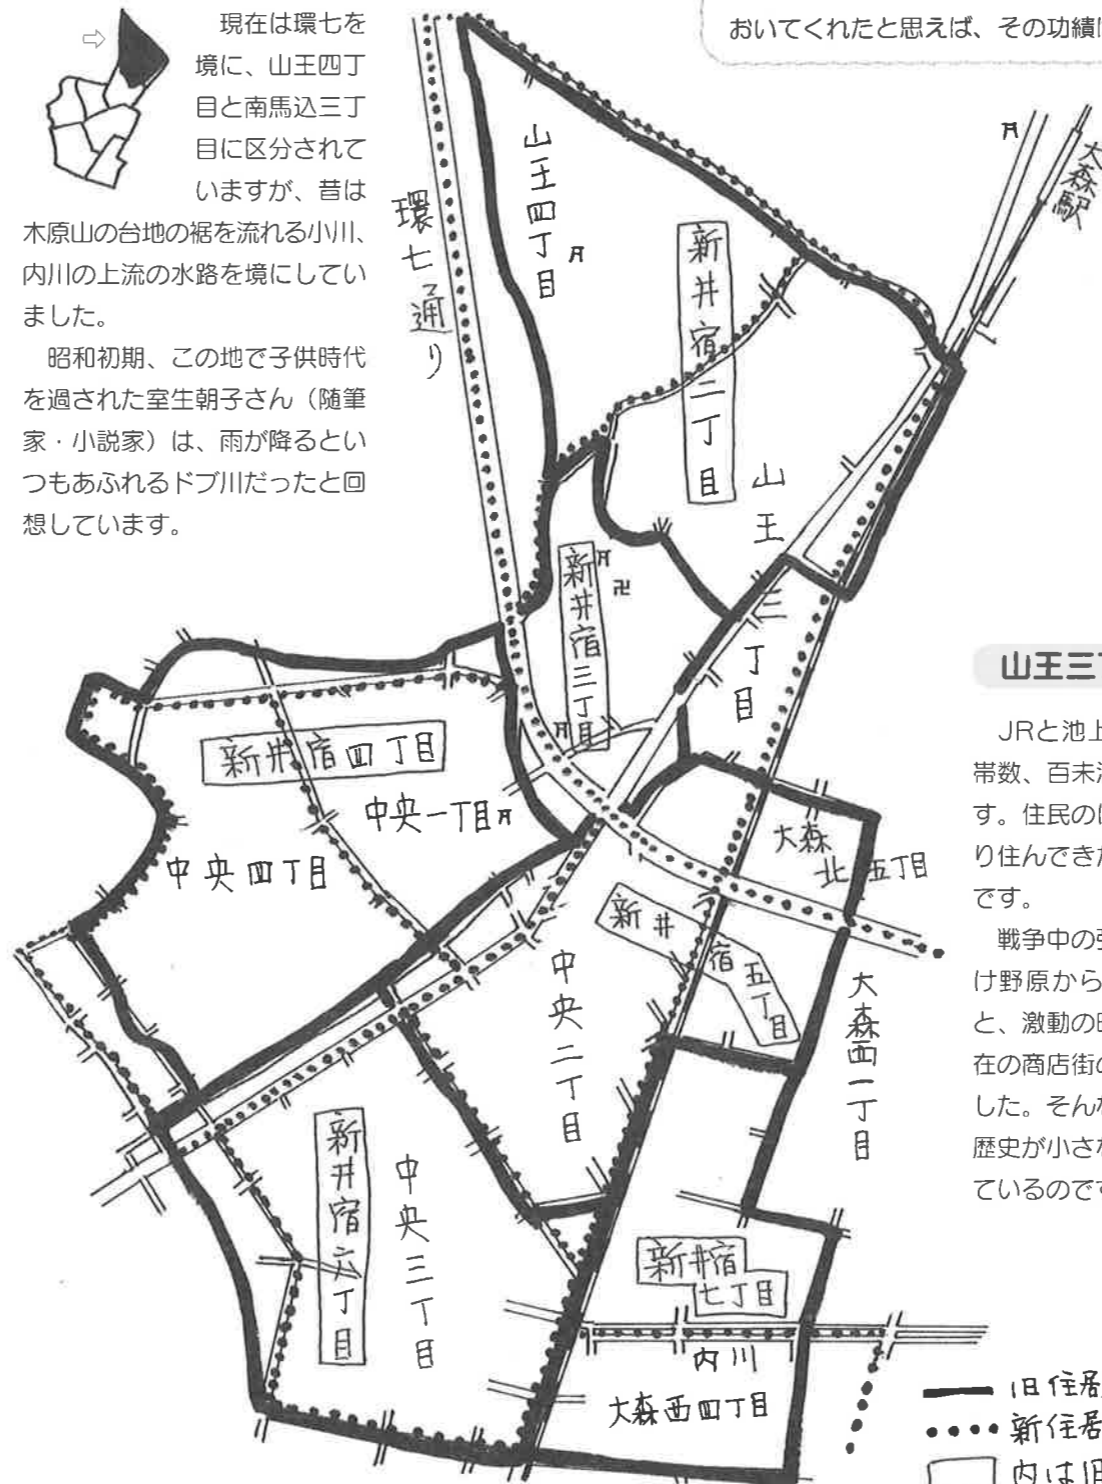 おいてくれたと思えば、その功績
現在は環七を
境に、山王四丁
目と南馬込三丁
目に区分されて
いますが、昔は
木原山の台地の裾を流れる小川、
内川の上流の水路を境にしてい
ました。
昭和初期、この地で子供時代
を過された室生朝子さん（随筆
家・小説家）は、雨が降るとい
つもあふれるドブ川だったと回
想しています。
環七通り
山王四丁目
新井宿二丁目
大森駅
山王三丁目
新井宿三丁目
新井宿四丁目
中央一丁目
中央四丁目
大森北五丁目
新井宿五丁目
中央二丁目
大森西一丁目
新井宿六丁目
中央三丁目
新井宿七丁目
内川
大森西四丁目
山王三
JRと池上
帯数、百未
す。住民の
り住んできた
です。
戦争中の
け野原から
と、激動の
在の商店街の
した。そんな
歴史が小さな
ているのです
旧住居
新住居
内は旧